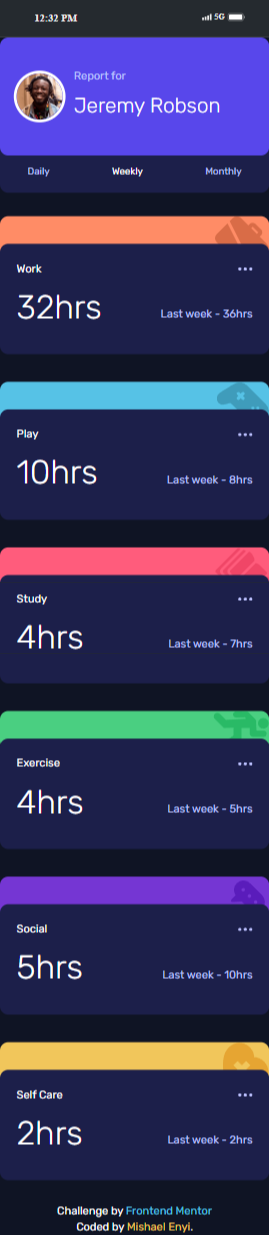 12:32 PM 5G
Report for
Jeremy Robson
Daily Weekly Monthly
Work
32hrs Last week - 36hrs
Play
10hrs Last week - 8hrs
Study
4hrs Last week - 7hrs
Exercise
4hrs Last week - 5hrs
Social
5hrs Last week - 10hrs
Self Care
2hrs Last week - 2hrs
Challenge by Frontend Mentor
Coded by Mishael Enyi.